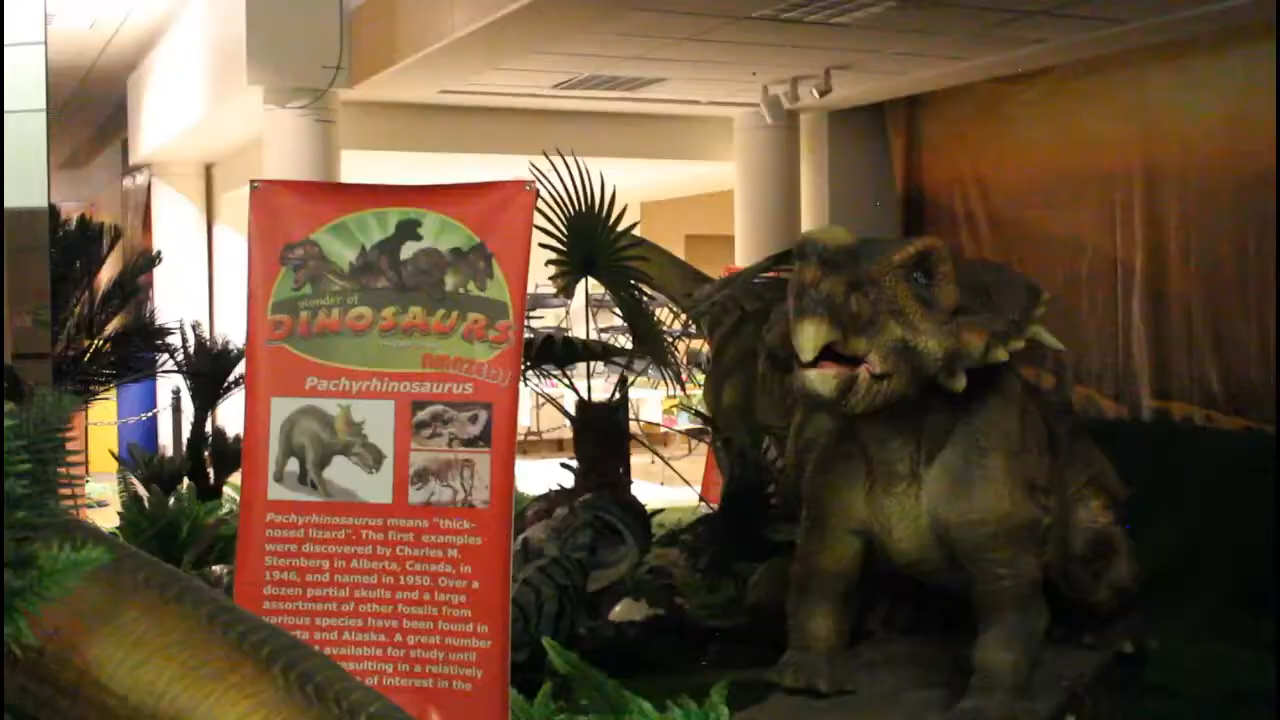 Wonder of
DINOSAURS
Pachyrhinosaurus
Pachyrhinosaurus means "thick-
nosed lizard". The first examples
were discovered by Charles M.
Sternberg in Alberta, Canada, in
1946, and named in 1950. Over a
dozen partial skulls and a large
assortment of other fossils from
various species have been found in
and Alaska. A great number
available for study until
resulting in a relatively
of interest in the